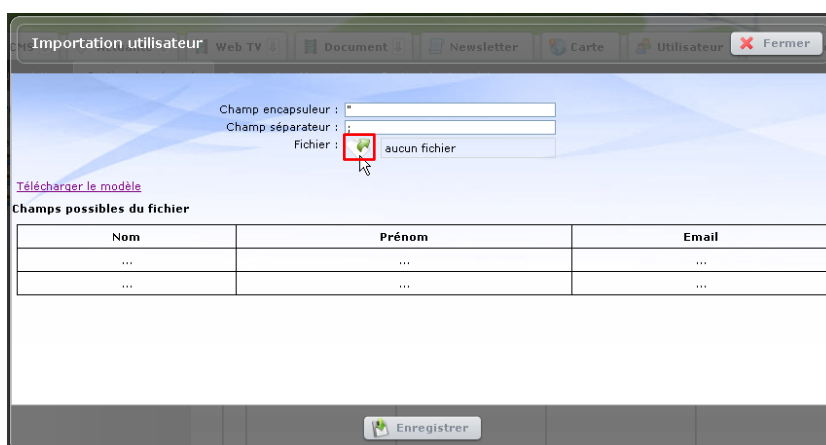 Importation utilisateur
Web TV
Document
Newsletter
Carte
Utilisateur
Fermer
Champ encapsuleur : "
Champ séparateur : ;
Fichier : aucun fichier
Télécharger le modèle
Champs possibles du fichier
Nom Prénom Email
... ... ...
... ... ...
Enregistrer